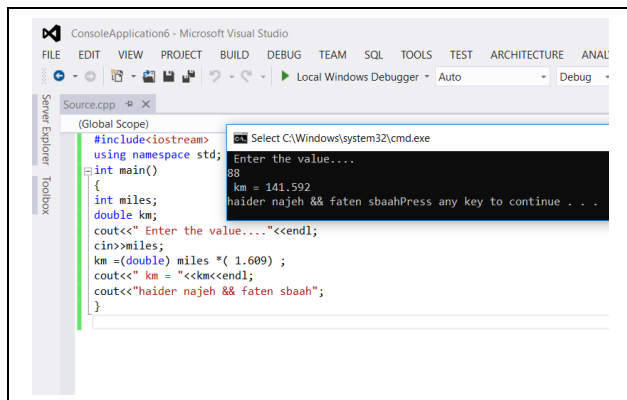 ConsoleApplication6 - Microsoft Visual Studio
FILE EDIT VIEW PROJECT BUILD DEBUG TEAM SQL TOOLS TEST ARCHITECTURE ANAL
Local Windows Debugger Auto Debug
Server Explorer
Toolbox
Source.cpp
(Global Scope)
#include<iostream>
using namespace std;
int main()
{
int miles;
double km;
cout<<" Enter the value...."<<endl;
cin>>miles;
km =(double) miles *( 1.609) ;
cout<<" km = "<<km<<endl;
cout<<"haider najeh && faten sbaah";
}
Select C:\Windows\system32\cmd.exe
Enter the value....
88
km = 141.592
haider najeh && faten sbaahPress any key to continue . . .